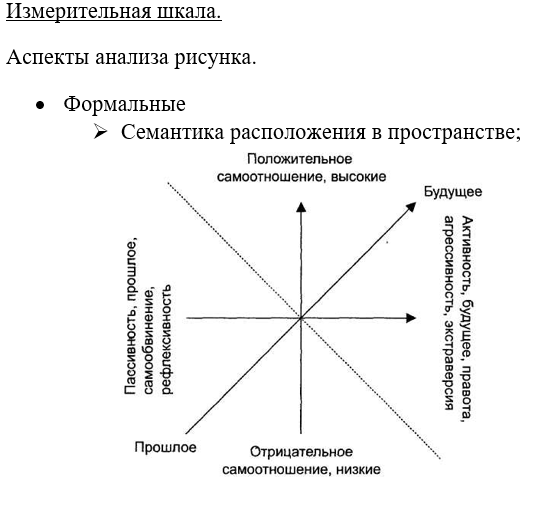 Измерительная шкала.
Аспекты анализа рисунка.
• Формальные
➢ Семантика расположения в пространстве;
Положительное
самоотношение, высокие
Будущее
Пассивность, прошлое,
самообвинение,
рефлексивность
Активность, будущее, правота,
агрессивность, экстраверсия
Прошлое
Отрицательное
самоотношение, низкие